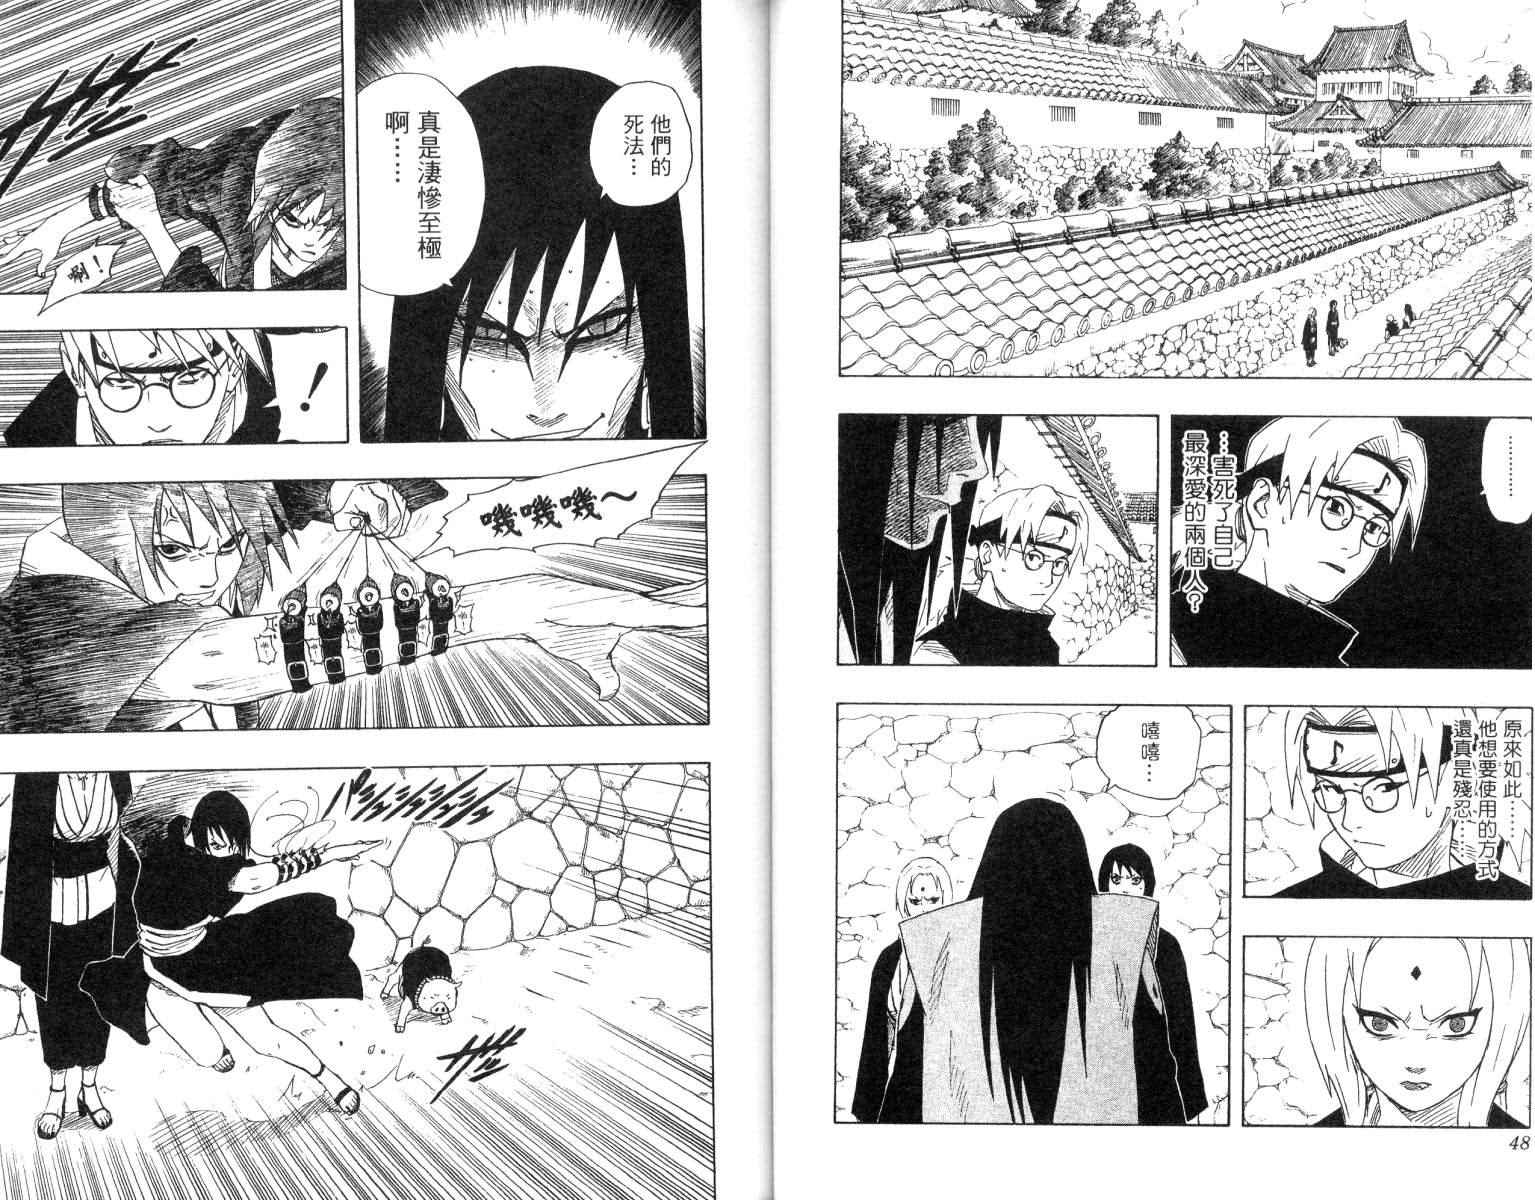 …………
…害死了自己
最深愛的兩個人？
原來如此……
他想要使用的方式
還真是殘忍……
嘻嘻…
48
他們的
死法…
真是淒慘至極
啊……
唰！
！
嘰嘰嘰～